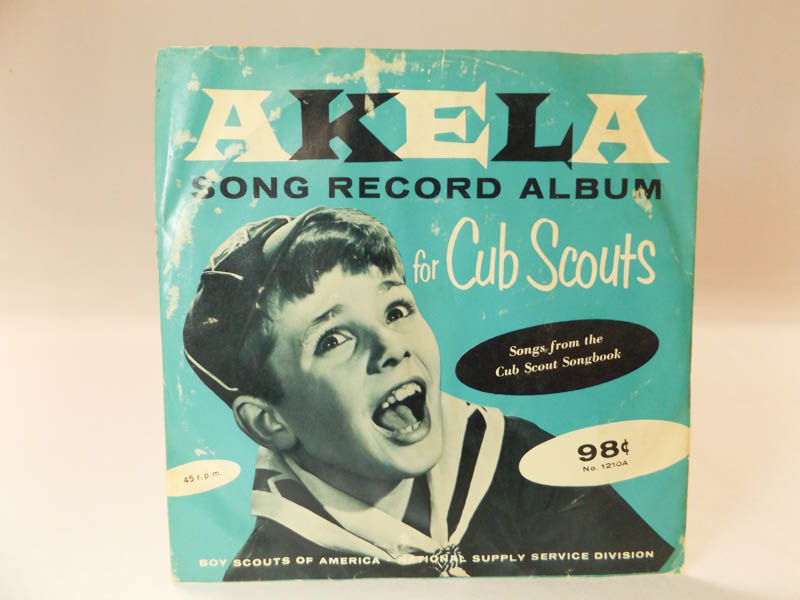 AKELA
SONG RECORD ALBUM
for Cub Scouts
Songs from the
Cub Scout Songbook
98¢
No. 1210A
45 r.p.m.
BOY SCOUTS OF AMERICA • NATIONAL SUPPLY SERVICE DIVISION